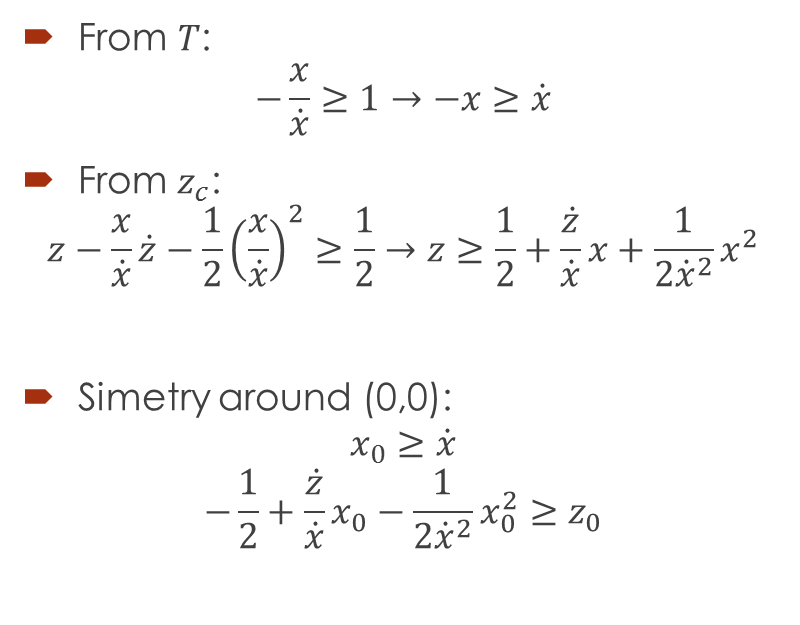 From T:
−x/ẋ ≥ 1 → −x ≥ ẋ
From z_c:
z − (x/ẋ)ż − (1/2)(x/ẋ)² ≥ 1/2 → z ≥ 1/2 + (ż/ẋ)x + (1/(2ẋ²))x²
Simetry around (0,0):
x₀ ≥ ẋ
−1/2 + (ż/ẋ)x₀ − (1/(2ẋ²))x₀² ≥ z₀